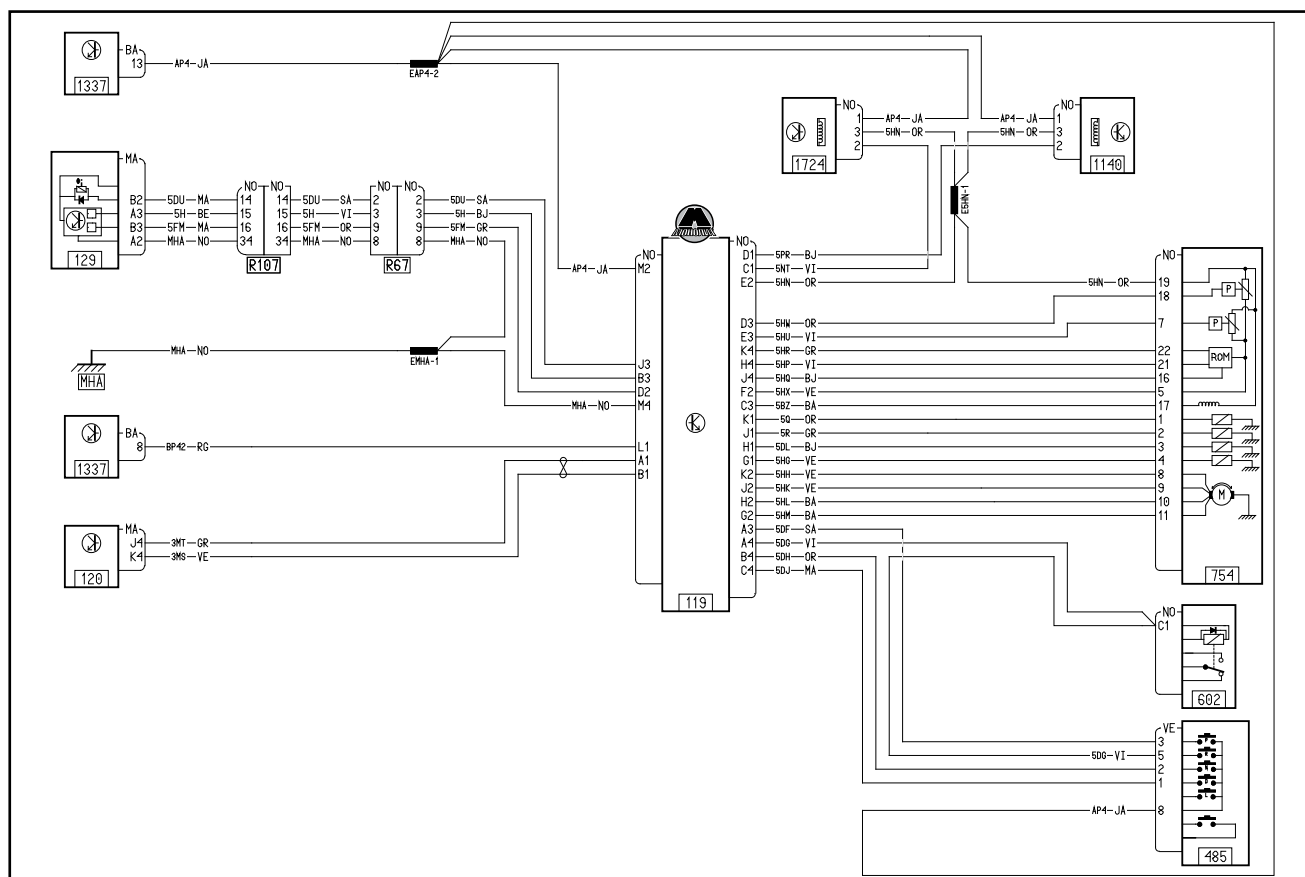 BA
13 AP4 JA
1337
EAP4-2
NO
1 AP4 JA
3 5HN OR
2
1724
NO
AP4 JA 1
5HN OR 3
2
1140
E5HN-1
MA
B2 5DU MA
A3 5H BE
B3 5FM MA
A2 MHA NO
129
NO NO
14 14 5DU SA
15 15 5H VI
16 16 5FM OR
34 34 MHA NO
R107
NO NO
2 2 5DU SA
3 3 5H BJ
9 9 5FM GR
8 8 MHA NO
R67
MHA NO
EMHA-1
MHA
BA
8 BP42 RG
1337
MA
J4 3MT GR
K4 3MS VE
120
NO
AP4 JA M2
J3
B3
D2
MHA NO M4
L1
A1
B1
119
NO
D1 5PR BJ
C1 5NT VI
E2 5HN OR
D3 5HW OR
E3 5HU VI
K4 5HR GR
H4 5HP VI
J4 5HQ BJ
F2 5HX VE
C3 5BZ BA
K1 5Q OR
J1 5R GR
H1 5DL BJ
G1 5HG VE
K2 5HH VE
J2 5HK VE
H2 5HL BA
G2 5HM BA
A3 5DF SA
A4 5DG VI
B4 5DH OR
C4 5DJ MA
NO
5HN OR 19
18
7
22
21
16
5
17
1
2
3
4
8
9
10
11
P
P
ROM
M
754
NO
C1
602
VE
3
5DG VI 5
2
1
AP4 JA 8
485